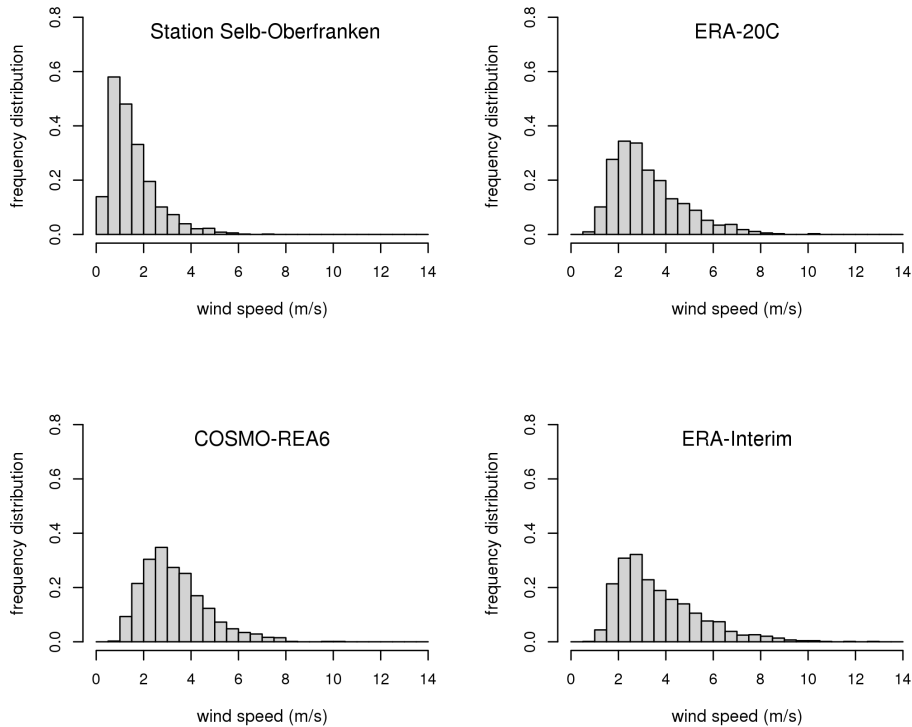 Station Selb-Oberfranken
frequency distribution
0.0 0.2 0.4 0.6 0.8
0 2 4 6 8 10 12 14
wind speed (m/s)
ERA-20C
frequency distribution
0.0 0.2 0.4 0.6 0.8
0 2 4 6 8 10 12 14
wind speed (m/s)
COSMO-REA6
frequency distribution
0.0 0.2 0.4 0.6 0.8
0 2 4 6 8 10 12 14
wind speed (m/s)
ERA-Interim
frequency distribution
0.0 0.2 0.4 0.6 0.8
0 2 4 6 8 10 12 14
wind speed (m/s)